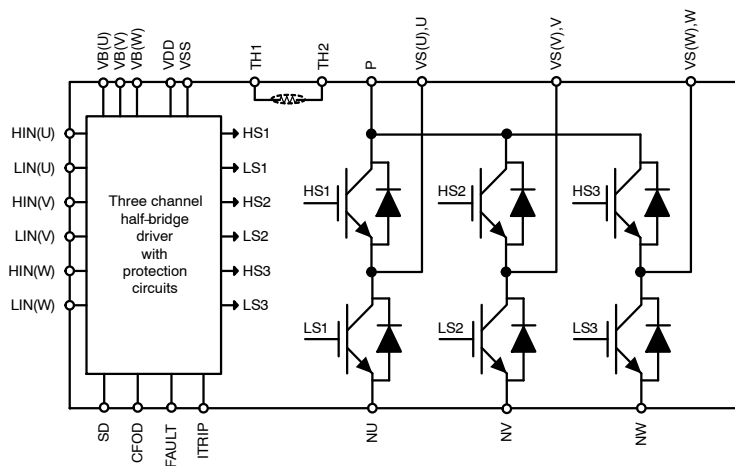 VB(U)
VB(V)
VB(W)
VDD
VSS
TH1
TH2
P
VS(U),U
VS(V),V
VS(W),W
HIN(U)
LIN(U)
HIN(V)
LIN(V)
HIN(W)
LIN(W)
Three channel
half-bridge
driver
with
protection
circuits
HS1
LS1
HS2
LS2
HS3
LS3
HS1
HS2
HS3
LS1
LS2
LS3
SD
CFOD
FAULT
ITRIP
NU
NV
NW